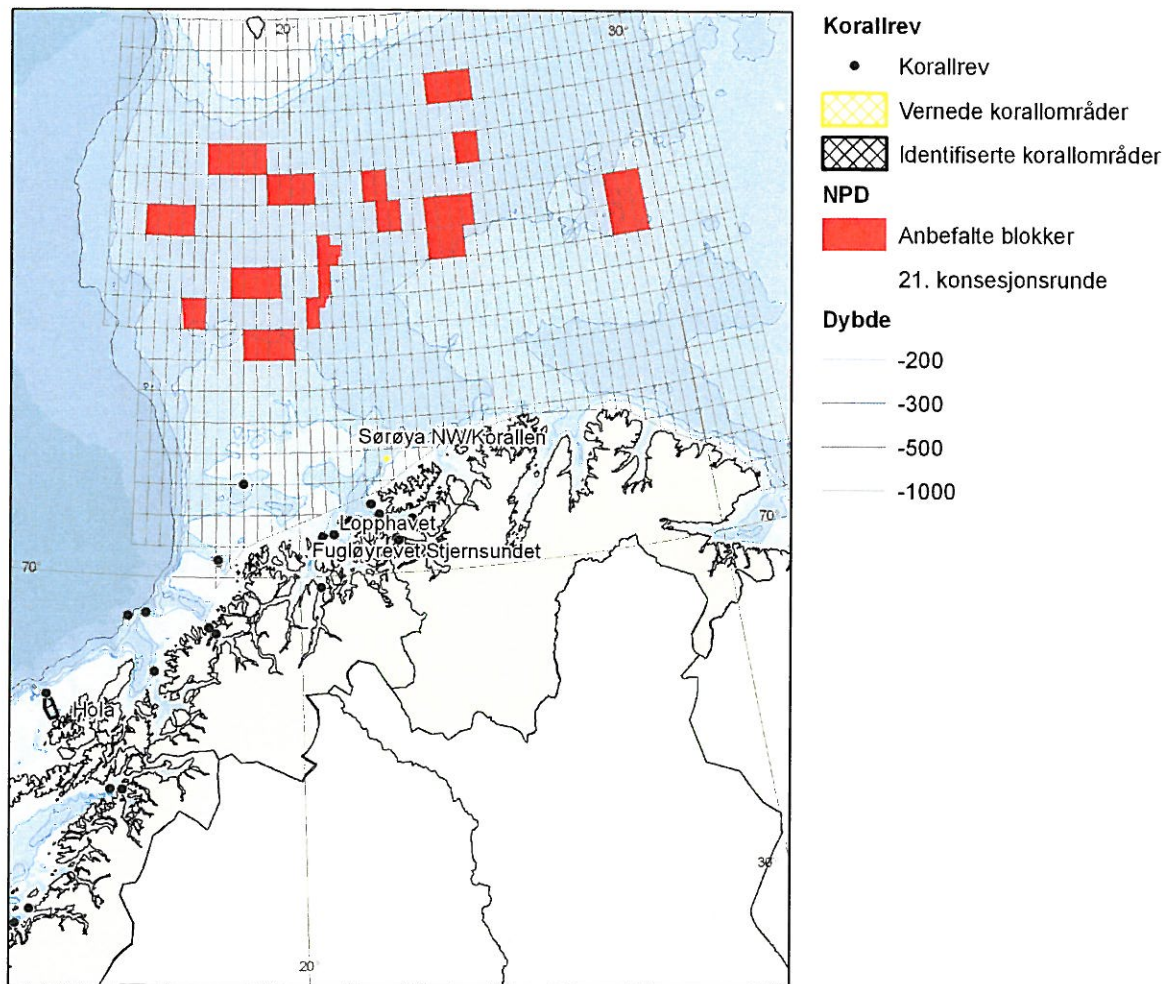 20°
30°
Sørøya NW/Korallen
Lopphavet
Fugløyrevet Stjernsundet
70°
70°
Hola
30°
20°
Korallrev
Korallrev
Vernede korallområder
Identifiserte korallområder
NPD
Anbefalte blokker
21. konsesjonsrunde
Dybde
-200
-300
-500
-1000